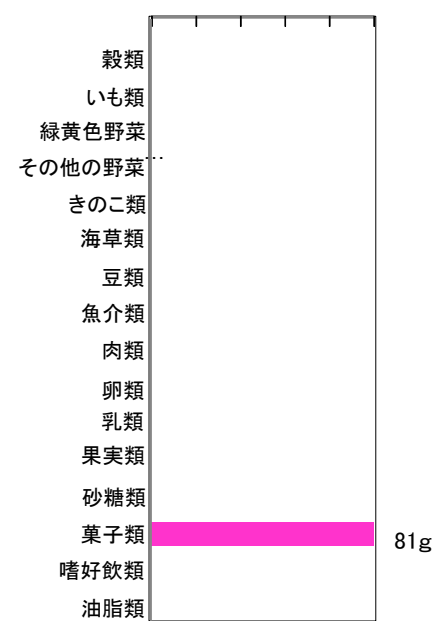 穀類
いも類
緑黄色野菜
その他の野菜…
きのこ類
海草類
豆類
魚介類
肉類
卵類
乳類
果実類
砂糖類
菓子類 81g
嗜好飲類
油脂類